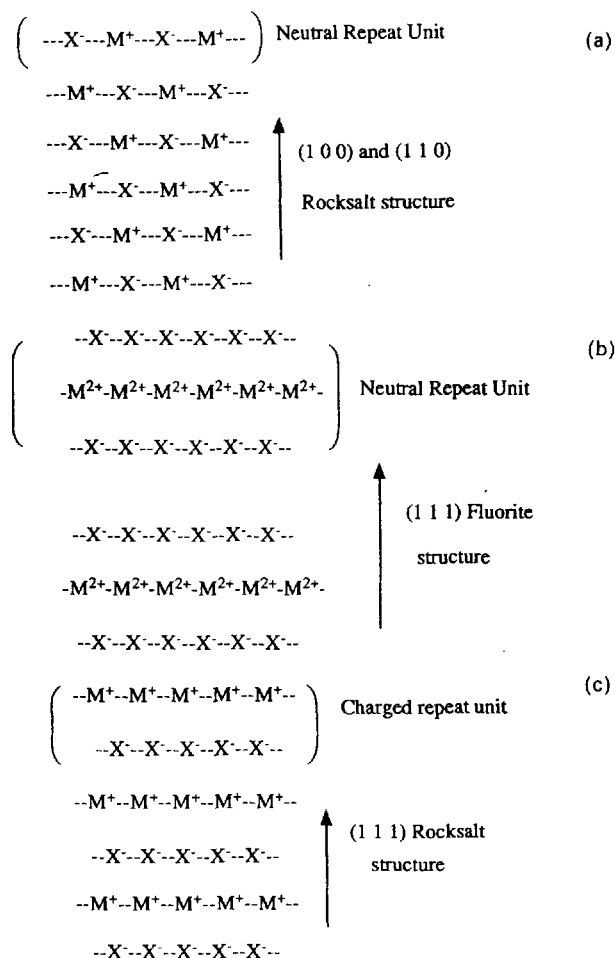 ---X⁻---M⁺---X⁻---M⁺--- Neutral Repeat Unit (a)
---M⁺---X⁻---M⁺---X⁻---
---X⁻---M⁺---X⁻---M⁺---
(1 0 0) and (1 1 0)
---M⁺---X⁻---M⁺---X⁻---
Rocksalt structure
---X⁻---M⁺---X⁻---M⁺---
---M⁺---X⁻---M⁺---X⁻---
--X⁻--X⁻--X⁻--X⁻--X⁻--X⁻-- (b)
-M²⁺-M²⁺-M²⁺-M²⁺-M²⁺-M²⁺- Neutral Repeat Unit
--X⁻--X⁻--X⁻--X⁻--X⁻--X⁻--
--X⁻--X⁻--X⁻--X⁻--X⁻--X⁻--
(1 1 1) Fluorite
structure
-M²⁺-M²⁺-M²⁺-M²⁺-M²⁺-M²⁺-
--X⁻--X⁻--X⁻--X⁻--X⁻--X⁻--
--M⁺--M⁺--M⁺--M⁺--M⁺-- Charged repeat unit (c)
--X⁻--X⁻--X⁻--X⁻--X⁻--
--M⁺--M⁺--M⁺--M⁺--M⁺--
(1 1 1) Rocksalt
structure
--X⁻--X⁻--X⁻--X⁻--X⁻--
--M⁺--M⁺--M⁺--M⁺--M⁺--
--X⁻--X⁻--X⁻--X⁻--X⁻--